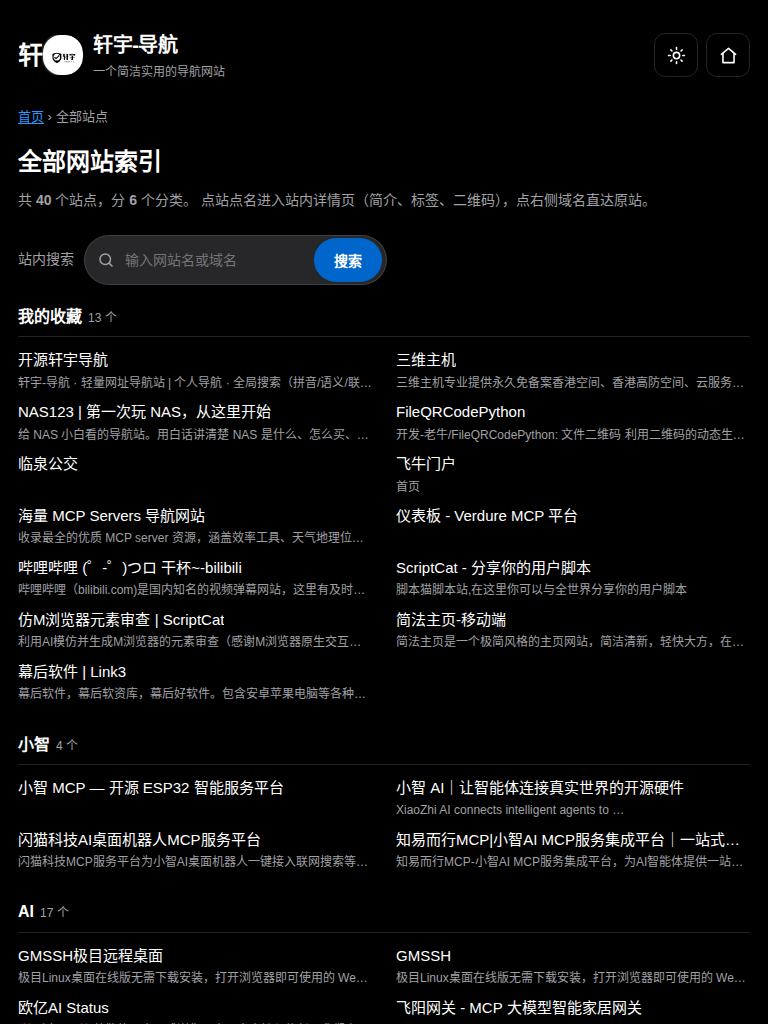 轩
轩宇
轩宇-导航
一个简洁实用的导航网站
首页 › 全部站点
全部网站索引
共 40 个站点，分 6 个分类。 点站点名进入站内详情页（简介、标签、二维码），点右侧域名直达原站。
站内搜索
输入网站名或域名
搜索
我的收藏 13 个
开源轩宇导航
轩宇-导航 · 轻量网址导航站 | 个人导航 · 全局搜索（拼音/语义/联…
三维主机
三维主机专业提供永久免备案香港空间、香港高防空间、云服务…
NAS123 | 第一次玩 NAS，从这里开始
给 NAS 小白看的导航站。用白话讲清楚 NAS 是什么、怎么买、…
FileQRCodePython
开发-老牛/FileQRCodePython: 文件二维码 利用二维码的动态生…
临泉公交
飞牛门户
首页
海量 MCP Servers 导航网站
收录最全的优质 MCP server 资源，涵盖效率工具、天气地理位…
仪表板 - Verdure MCP 平台
哔哩哔哩 (゜-゜)つロ 干杯~-bilibili
哔哩哔哩（bilibili.com)是国内知名的视频弹幕网站，这里有及时…
ScriptCat - 分享你的用户脚本
脚本猫脚本站,在这里你可以与全世界分享你的用户脚本
仿M浏览器元素审查 | ScriptCat
利用AI模仿并生成M浏览器的元素审查（感谢M浏览器原生交互…
简法主页-移动端
简法主页是一个极简风格的主页网站，简洁清新，轻快大方，在…
幕后软件 | Link3
幕后软件，幕后软资库，幕后好软件。包含安卓苹果电脑等各种…
小智 4 个
小智 MCP — 开源 ESP32 智能服务平台
小智 AI｜让智能体连接真实世界的开源硬件
XiaoZhi AI connects intelligent agents to …
闪猫科技AI桌面机器人MCP服务平台
闪猫科技MCP服务平台为小智AI桌面机器人一键接入联网搜索等…
知易而行MCP|小智AI MCP服务集成平台｜一站式…
知易而行MCP-小智AI MCP服务集成平台，为AI智能体提供一站…
AI 17 个
GMSSH极目远程桌面
极目Linux桌面在线版无需下载安装，打开浏览器即可使用的 We…
GMSSH
极目Linux桌面在线版无需下载安装，打开浏览器即可使用的 We…
欧亿AI Status
飞阳网关 - MCP 大模型智能家居网关